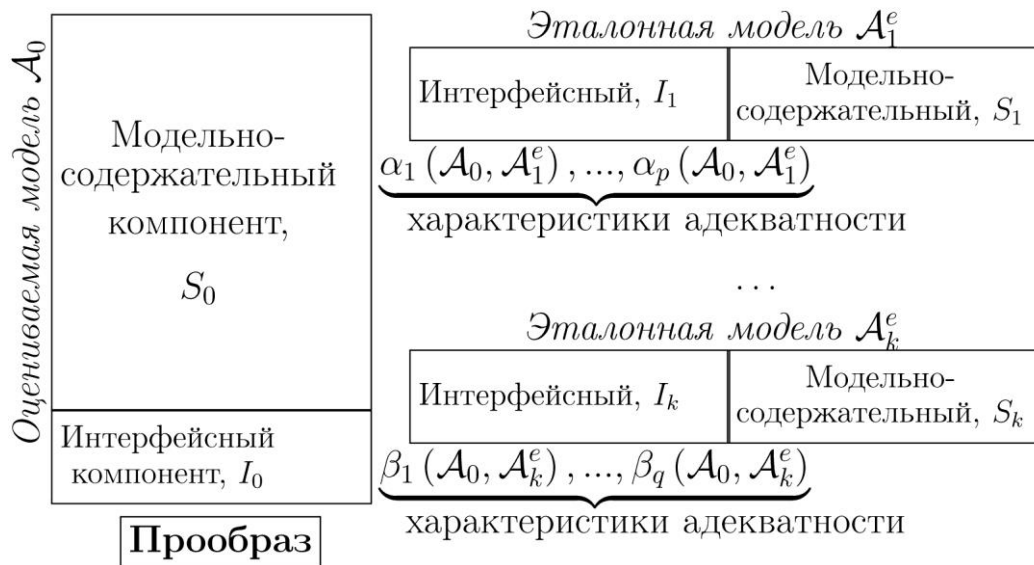 Оцениваемая модель 𝒜₀
Модельно-
содержательный
компонент,
S₀
Интерфейсный
компонент, I₀
Прообраз
Эталонная модель 𝒜₁ᵉ
Интерфейсный, I₁
Модельно-
содержательный, S₁
α₁ (𝒜₀, 𝒜₁ᵉ) , ..., αₚ (𝒜₀, 𝒜₁ᵉ)
характеристики адекватности
. . .
Эталонная модель 𝒜ₖᵉ
Интерфейсный, Iₖ
Модельно-
содержательный, Sₖ
β₁ (𝒜₀, 𝒜ₖᵉ) , ..., β_q (𝒜₀, 𝒜ₖᵉ)
характеристики адекватности